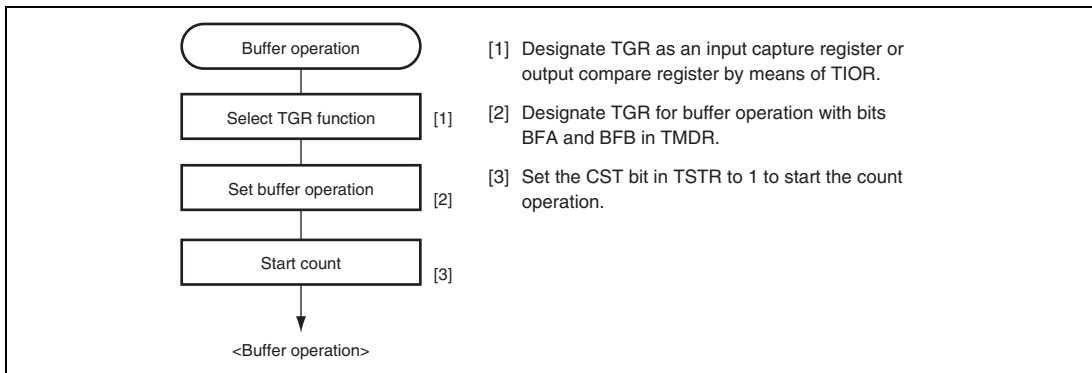 Buffer operation
Select TGR function
[1]
Set buffer operation
[2]
Start count
[3]
<Buffer operation>
[1] Designate TGR as an input capture register or
output compare register by means of TIOR.
[2] Designate TGR for buffer operation with bits
BFA and BFB in TMDR.
[3] Set the CST bit in TSTR to 1 to start the count
operation.